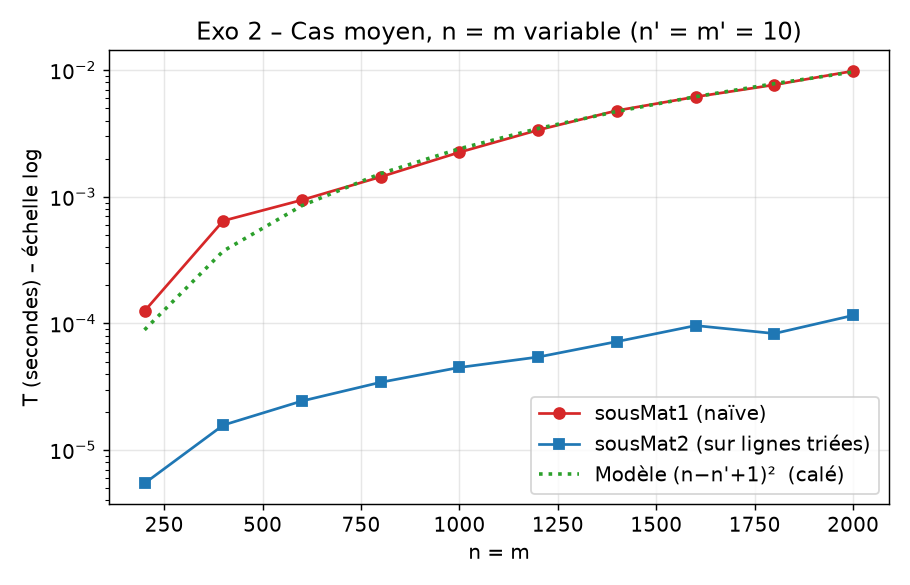 Exo 2 – Cas moyen, n = m variable (n' = m' = 10)
T (secondes) – échelle log
10⁻²
10⁻³
10⁻⁴
10⁻⁵
sousMat1 (naïve)
sousMat2 (sur lignes triées)
Modèle (n−n'+1)² (calé)
250 500 750 1000 1250 1500 1750 2000
n = m